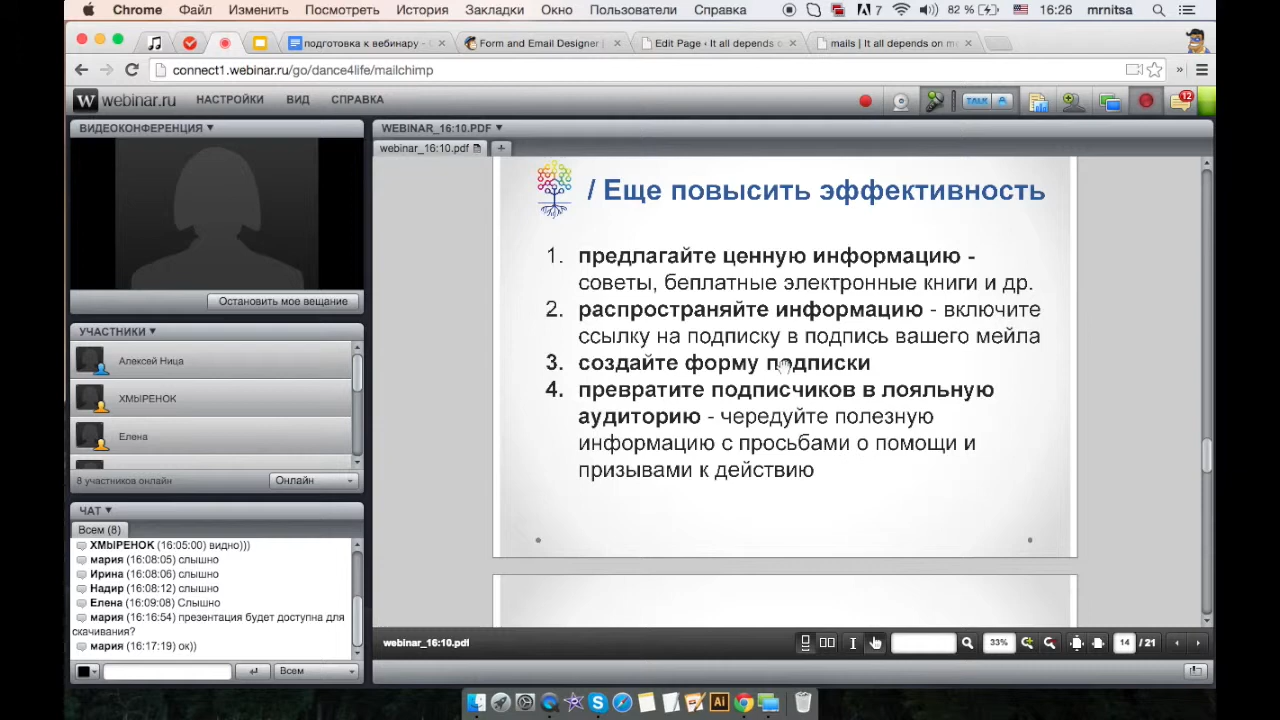 Chrome Файл Изменить Посмотреть История Закладки Окно Пользователи Справка 7 82 % 16:26 mrnitsa
подготовка к вебинару - Form and Email Designer Edit Page ‹ It all depends o mails | It all depends on m
connect1.webinar.ru/go/dance4life/mailchimp
W webinar.ru НАСТРОЙКИ ВИД СПРАВКА TALK 12
ВИДЕОКОНФЕРЕНЦИЯ
Остановить мое вещание
УЧАСТНИКИ
Алексей Ница
ХМЫРЕНОК
Елена
8 участников онлайн Онлайн
ЧАТ
Всем (8)
ХМЫРЕНОК (16:05:00) видно)))
мария (16:08:05) слышно
Ирина (16:08:06) слышно
Надир (16:08:12) слышно
Елена (16:09:08) Слышно
мария (16:16:54) презентация будет доступна для
скачивания?
мария (16:17:19) ок))
Всем
WEBINAR_16:10.PDF
webinar_16:10.pdf
/ Еще повысить эффективность
1. предлагайте ценную информацию -
советы, беплатные электронные книги и др.
2. распространяйте информацию - включите
ссылку на подписку в подпись вашего мейла
3. создайте форму подписки
4. превратите подписчиков в лояльную
аудиторию - чередуйте полезную
информацию с просьбами о помощи и
призывами к действию
webinar_16:10.pdf 33% 14 / 21
Ai